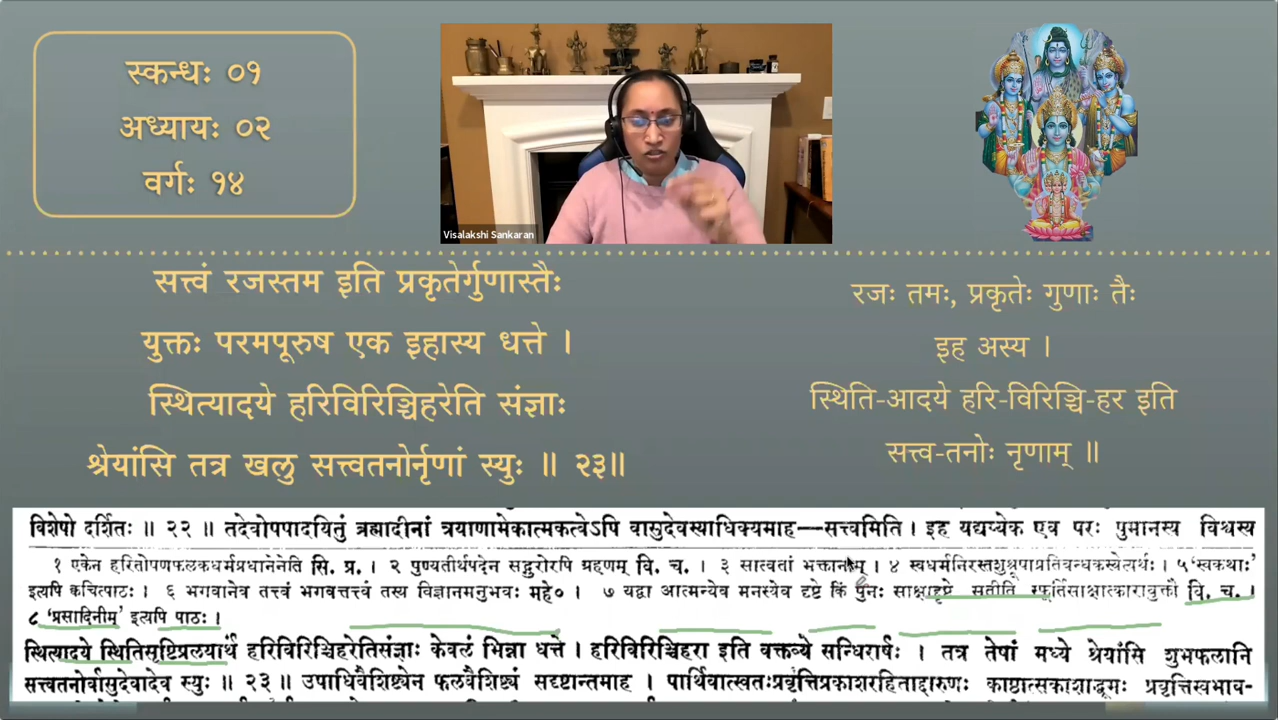 स्कन्धः ०१
अध्यायः ०२
वर्गः १४
Visalakshi Sankaran
सत्त्वं रजस्तम इति प्रकृतेर्गुणास्तैः
युक्तः परमपूरुष एक इहास्य धत्ते ।
स्थित्यादये हरिविरिञ्चिहरेति संज्ञाः
श्रेयांसि तत्र खलु सत्त्वतनोर्नृणां स्युः ॥ २३॥
रजः तमः, प्रकृतेः गुणाः तैः
इह अस्य ।
स्थिति-आदये हरि-विरिञ्चि-हर इति
सत्त्व-तनोः नृणाम् ॥
विशेषो दर्शितः ॥ २२ ॥ तदेवोपपादयितुं ब्रह्मादीनां त्रयाणामेकात्मकत्वेऽपि वासुदेवस्याधिक्यमाह—सत्त्वमिति । इह यद्यप्येक एव परः पुमानस्य विश्वस्य
१ एकेन हरितोषणफलकधर्मप्रधानेनेति सि. प्र. । २ पुण्यतीर्थपदेन सद्गुरोरपि ग्रहणम् वि. च. । ३ सात्वतां भक्तानाम् । ४ स्वधर्मनिरस्तशुश्रूषाप्रतिबन्धकस्येत्यर्थः । ५ 'स्वकथाः'
इत्यपि कचित्पाठः । ६ भगवानेव तत्त्वं भगवत्तत्त्वं तस्य विज्ञानमनुभवः महे० । ७ यद्वा आत्मन्येव मनस्येव दृष्टे किं पुनः साक्षाद्दृष्टे सतीति स्फूर्तिसाक्षात्कारावुक्तौ वि. च. ।
८ 'प्रसादिनीम्' इत्यपि पाठः ।
स्थित्यादये स्थितिसृष्टिप्रलयार्थं हरिविरिञ्चिहरेतिसंज्ञाः केवलं भिन्ना धत्ते । हरिविरिञ्चिहरा इति वक्तव्ये सन्धिरार्षः । तत्र तेषां मध्ये श्रेयांसि शुभफलानि
सत्त्वतनोर्वासुदेवादेव स्युः ॥ २३ ॥ उपाधिवैशिष्ट्येन फलवैशिष्ट्यं सदृष्टान्तमाह । पार्थिवात्स्वतःप्रवृत्तिप्रकाशरहिताद्दारुणः काष्ठात्सकाशाद्धूमः प्रवृत्तिस्वभाव-